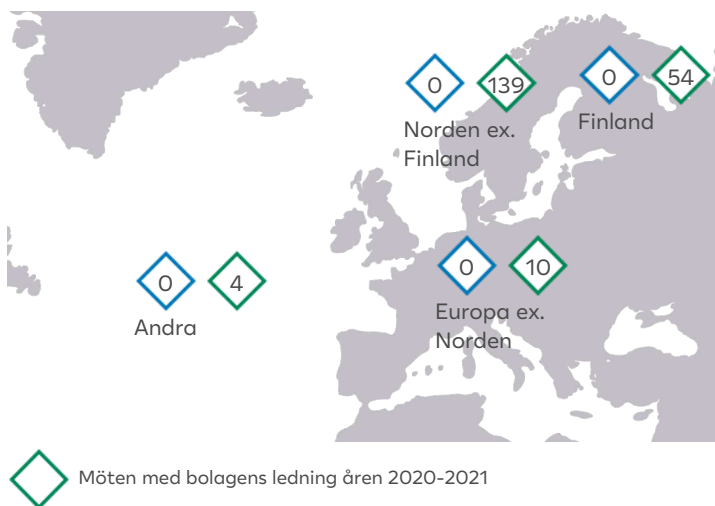 0 139 0 54
Norden ex.
Finland
Finland
0 4 0 10
Andra
Europa ex.
Norden
Möten med bolagens ledning åren 2020-2021